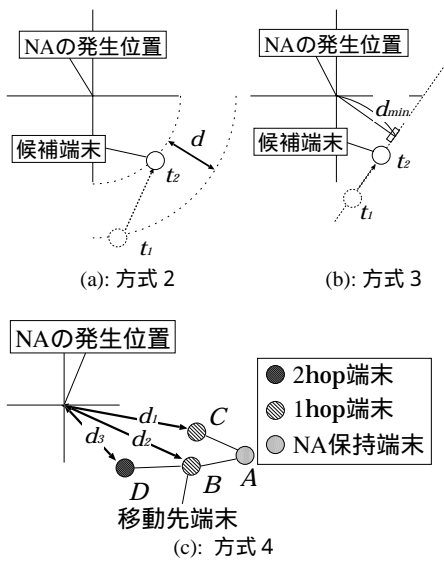 NAの発生位置
d
候補端末
t2
t1
(a): 方式 2
NAの発生位置
dmin
候補端末
t2
t1
(b): 方式 3
NAの発生位置
d1
C
d2
d3
D
B
A
移動先端末
2hop端末
1hop端末
NA保持端末
(c): 方式 4